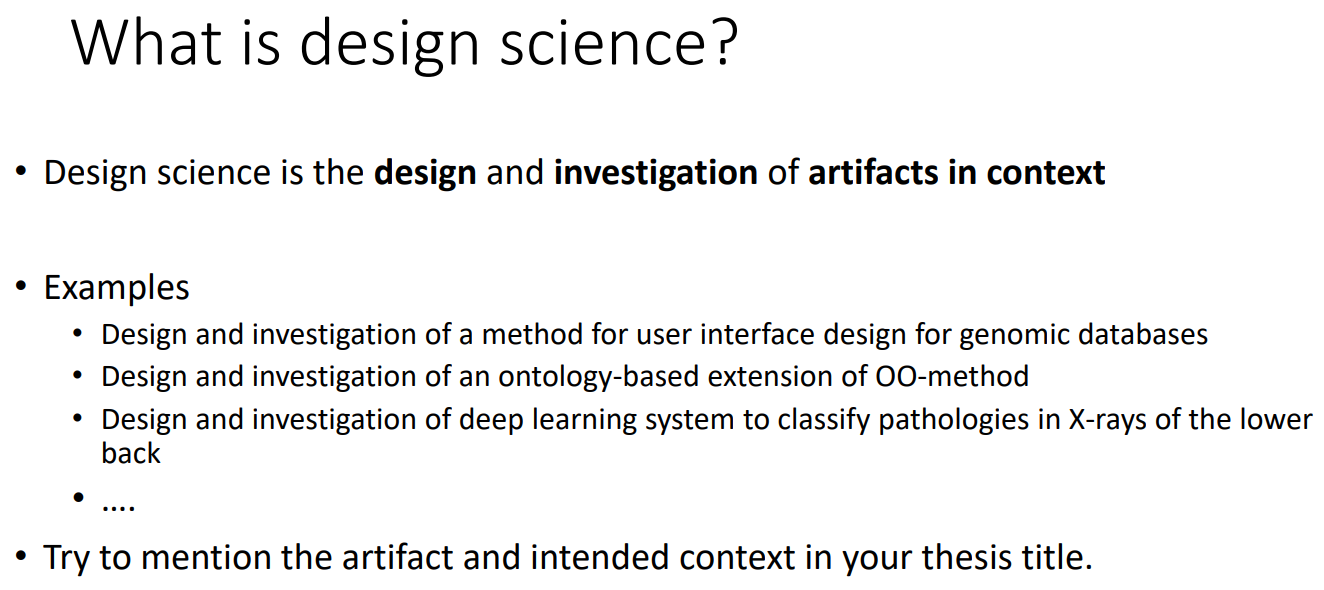 What is design science?
• Design science is the design and investigation of artifacts in context
• Examples
• Design and investigation of a method for user interface design for genomic databases
• Design and investigation of an ontology-based extension of OO-method
• Design and investigation of deep learning system to classify pathologies in X-rays of the lower
back
• ....
• Try to mention the artifact and intended context in your thesis title.